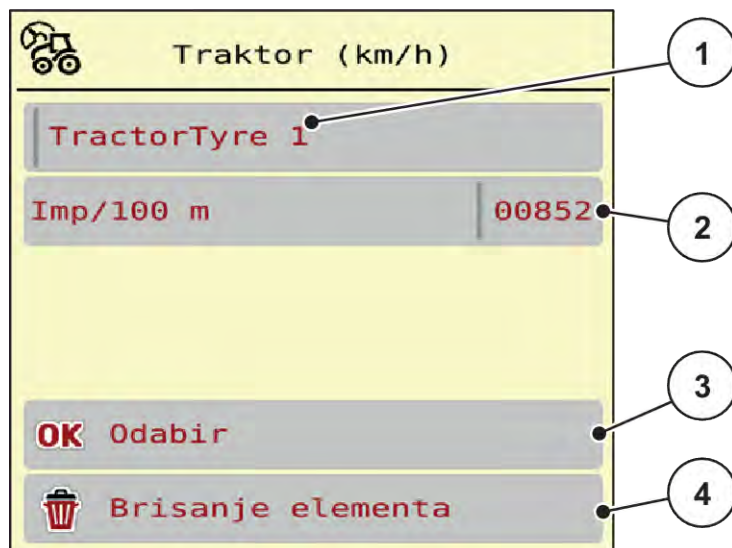 Traktor (km/h)
1
TractorTyre 1
Imp/100 m 00852
2
3
OK Odabir
4
Brisanje elementa